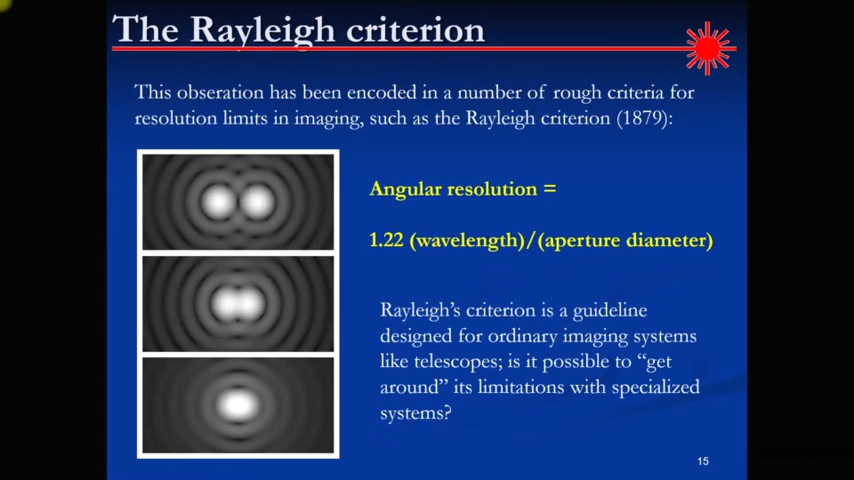 The Rayleigh criterion
This obseration has been encoded in a number of rough criteria for
resolution limits in imaging, such as the Rayleigh criterion (1879):
Angular resolution =
1.22 (wavelength)/(aperture diameter)
Rayleigh's criterion is a guideline
designed for ordinary imaging systems
like telescopes; is it possible to “get
around” its limitations with specialized
systems?
15